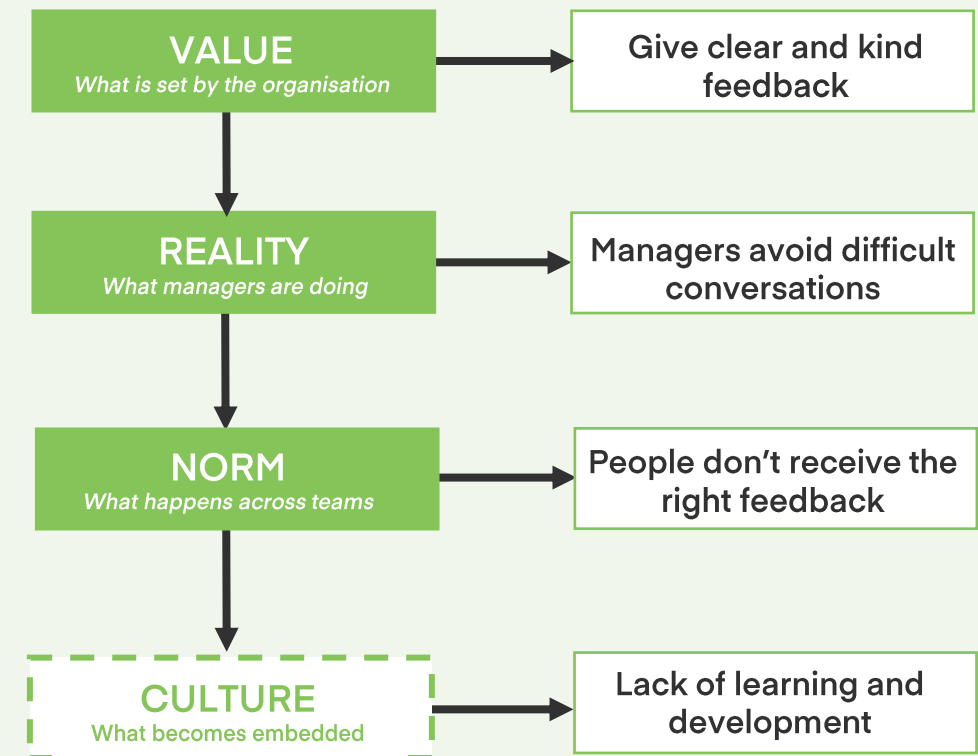 VALUE
What is set by the organisation
Give clear and kind
feedback
REALITY
What managers are doing
Managers avoid difficult
conversations
NORM
What happens across teams
People don't receive the
right feedback
CULTURE
What becomes embedded
Lack of learning and
development